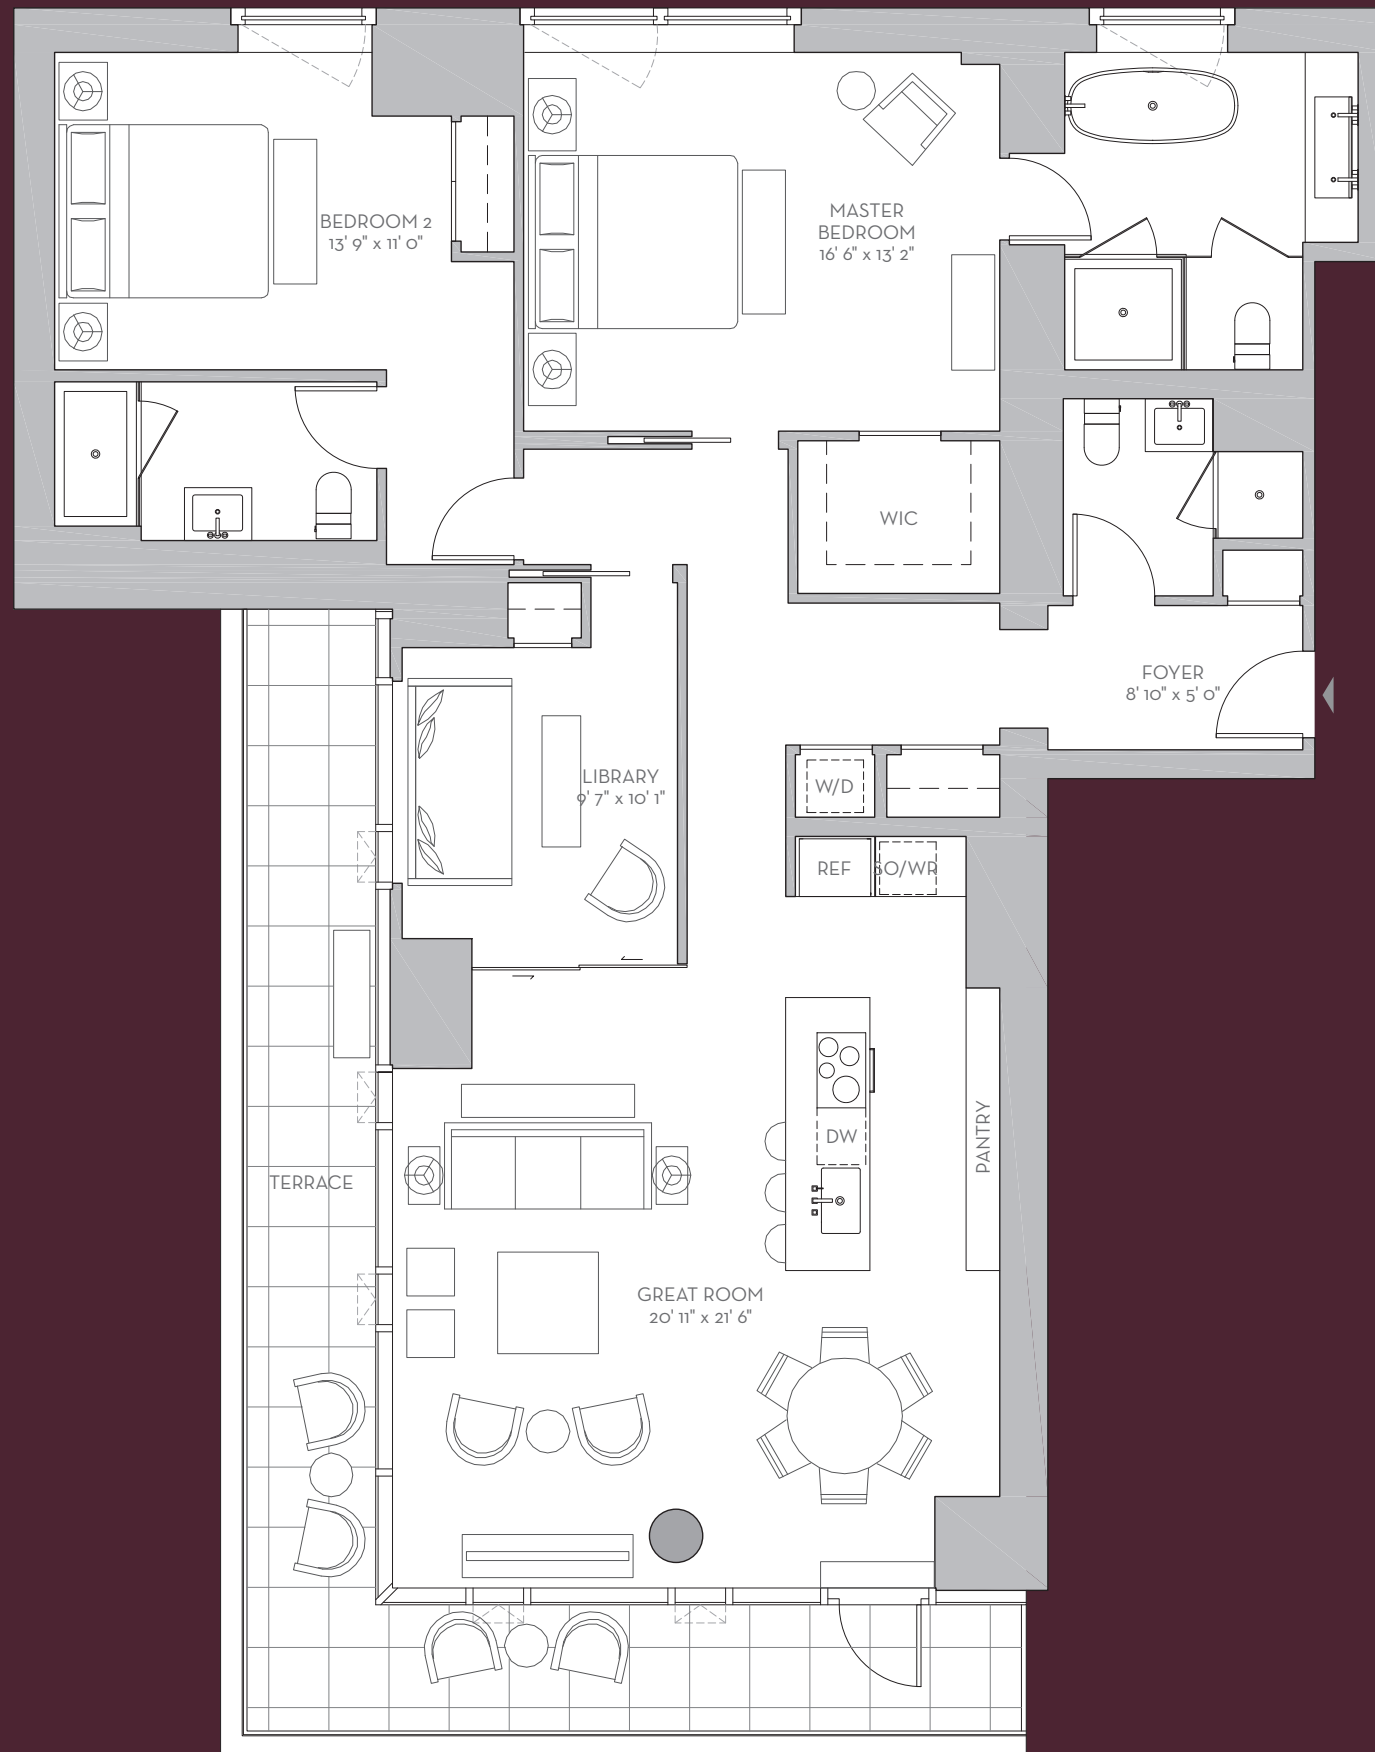 BEDROOM 2
13' 9" x 11' 0"
MASTER
BEDROOM
16' 6" x 13' 2"
WIC
FOYER
8' 10" x 5' 0"
LIBRARY
9' 7" x 10' 1"
W/D
REF
SO/WR
DW
PANTRY
TERRACE
GREAT ROOM
20' 11" x 21' 6"